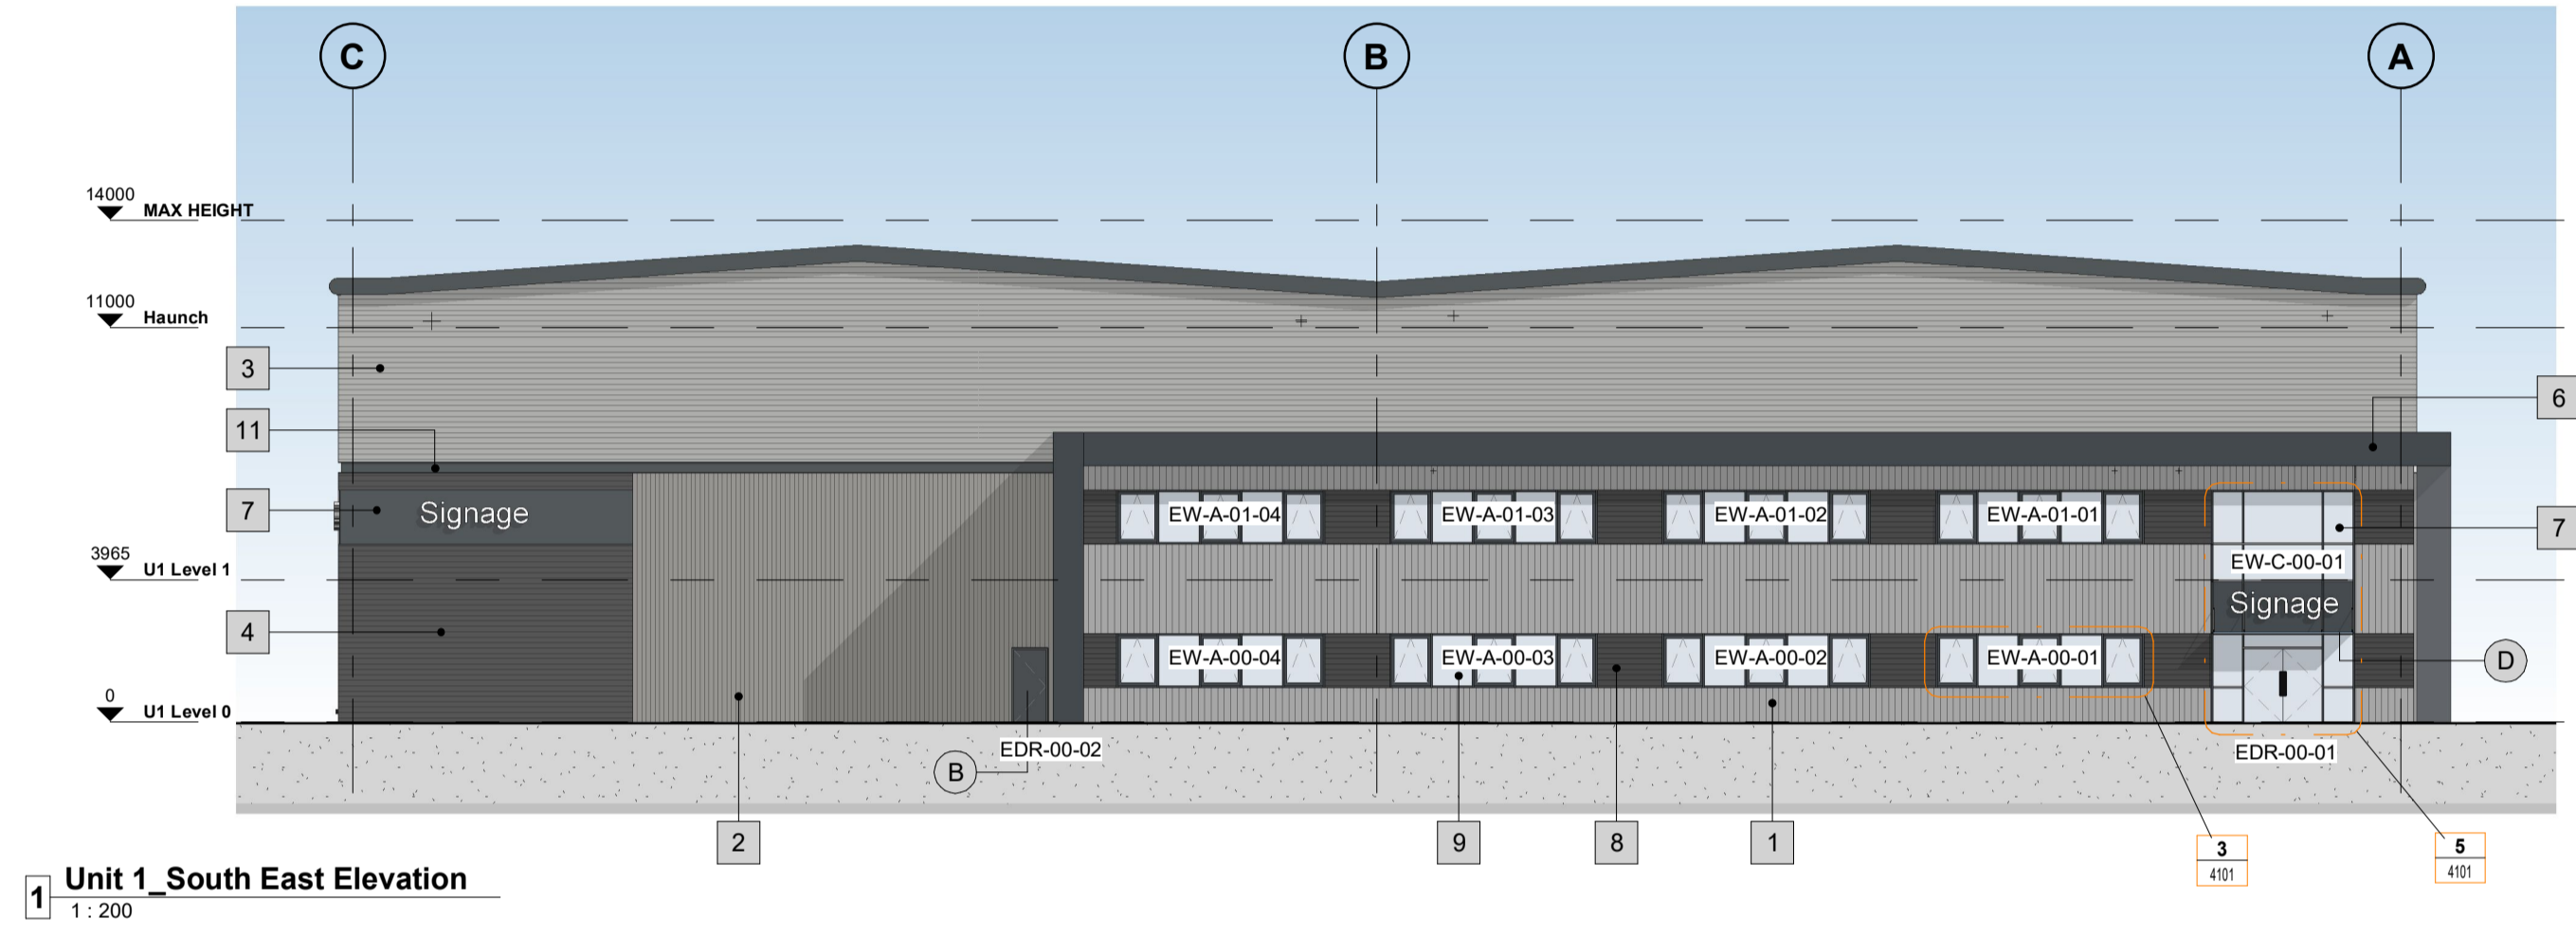 C
B
A
14000
MAX HEIGHT
11000
Haunch
3
6
11
7
Signage
EW-A-01-04
EW-A-01-03
EW-A-01-02
EW-A-01-01
7
3965
U1 Level 1
EW-C-00-01
Signage
4
EW-A-00-04
EW-A-00-03
EW-A-00-02
EW-A-00-01
D
0
U1 Level 0
EDR-00-02
EDR-00-01
B
2
9
8
1
3
4101
5
4101
1
Unit 1_South East Elevation
1 : 200